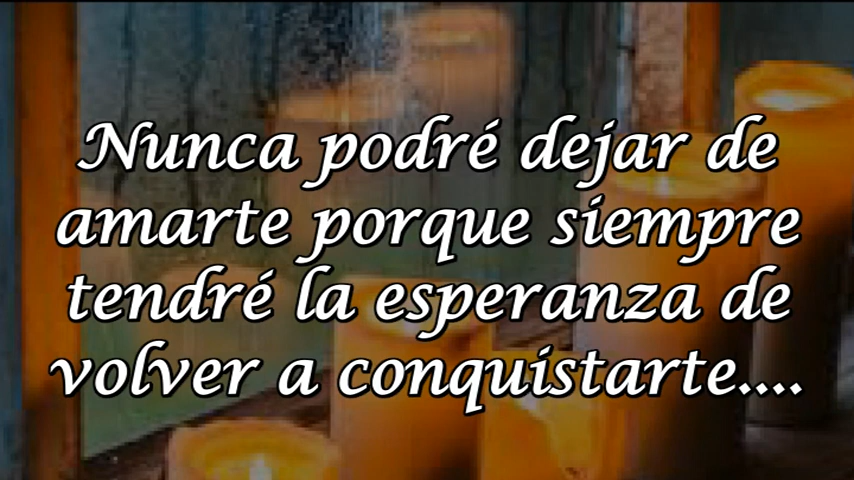 Nunca podré dejar de
amarte porque siempre
tendré la esperanza de
volver a conquistarte....